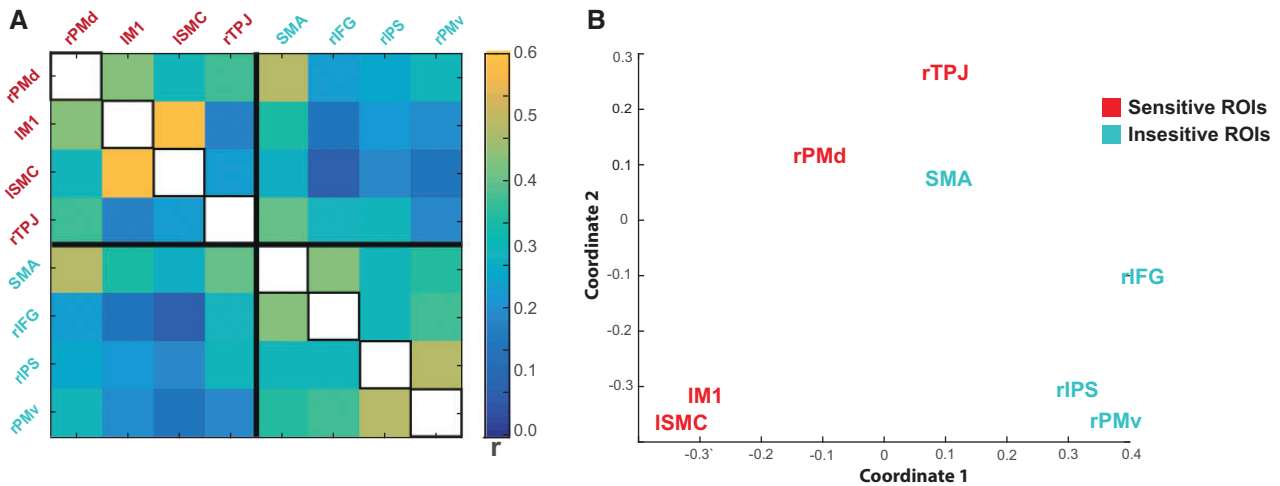 A
rPMd
lM1
lSMC
rTPJ
SMA
rIFG
rIPS
rPMv
rPMd
lM1
lSMC
rTPJ
SMA
rIFG
rIPS
rPMv
0.6
0.5
0.4
0.3
0.2
0.1
0.0
r
B
0.3
0.2
0.1
0
-0.1
-0.2
-0.3
Coordinate 2
rTPJ
rPMd
SMA
rIFG
lM1
lSMC
rIPS
rPMv
Sensitive ROIs
Insesitive ROIs
-0.3
-0.2
-0.1
0
0.1
0.2
0.3
0.4
Coordinate 1